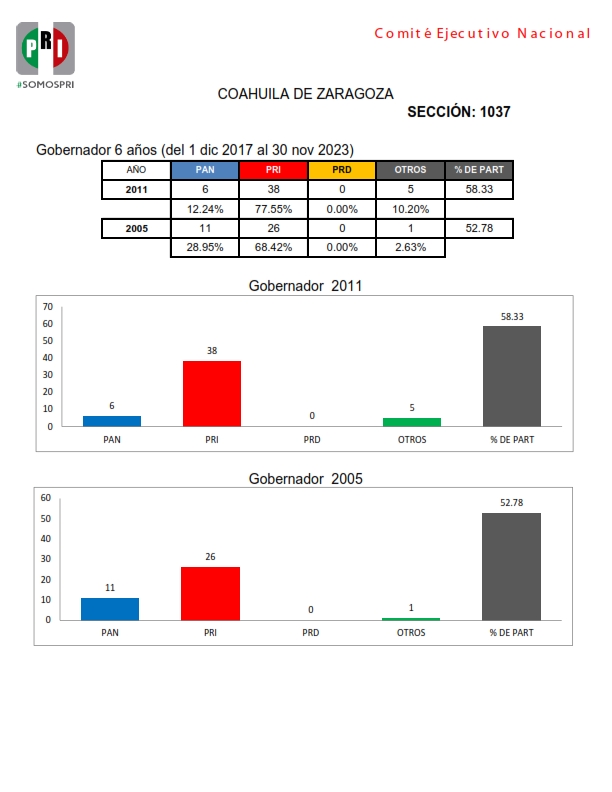 PRI
#SOMOSPRI
Comité Ejecutivo Nacional
COAHUILA DE ZARAGOZA
SECCIÓN: 1037
Gobernador 6 años (del 1 dic 2017 al 30 nov 2023)
AÑO PAN PRI PRD OTROS % DE PART
2011 6 38 0 5 58.33
12.24% 77.55% 0.00% 10.20%
2005 11 26 0 1 52.78
28.95% 68.42% 0.00% 2.63%
Gobernador 2011
70
60
50
40
30
20
10
0
6
38
0
5
58.33
PAN PRI PRD OTROS % DE PART
Gobernador 2005
60
50
40
30
20
10
0
11
26
0
1
52.78
PAN PRI PRD OTROS % DE PART